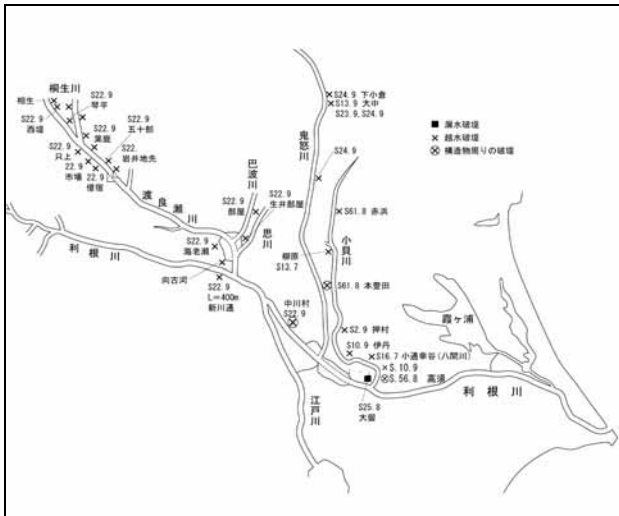 桐生川
桐生
琴平
S22.9
S22.9
西堤
S22.9
葉鹿
S22.9
五十部
S22.9
只上
22.9
市場
22.9
借宿
S22.9
岩井地先
渡良瀬川
利根川
巴波川
S22.9
部屋
S22.9
生井部屋
思川
S22.9
海老瀬
向古河
S22.9
L=400m
新川通
中川村
S22.9
江戸川
鬼怒川
S24.9 下小倉
S13.9 大中
S23.9, S24.9
S24.9
S61.8 赤浜
小貝川
柳原
S13.7
S61.8 本豊田
S2.9 押村
S10.9 伊丹
S16.7 小通幸谷(八間川)
S.10.9
S.56.8 高須
S25.8
大留
利根川
霞ヶ浦
漏水破堤
越水破堤
構造物周りの破堤